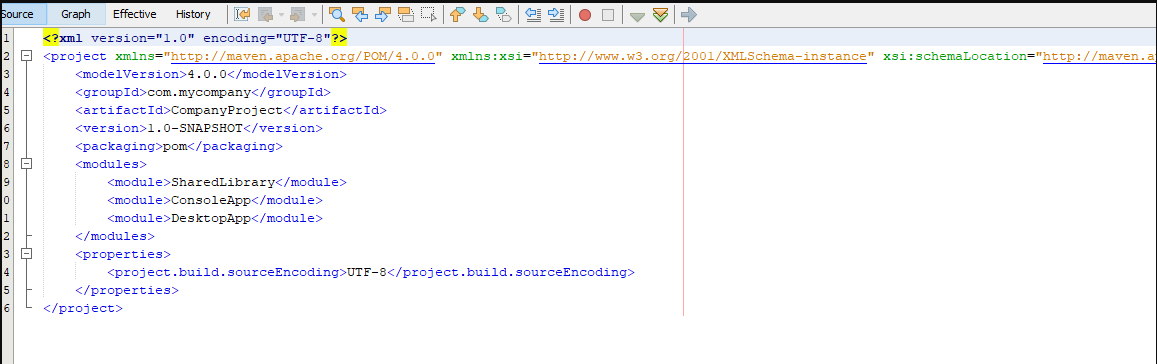 Source Graph Effective History
1 <?xml version="1.0" encoding="UTF-8"?>
2 <project xmlns="http://maven.apache.org/POM/4.0.0" xmlns:xsi="http://www.w3.org/2001/XMLSchema-instance" xsi:schemaLocation="http://maven.a
3 <modelVersion>4.0.0</modelVersion>
4 <groupId>com.mycompany</groupId>
5 <artifactId>CompanyProject</artifactId>
6 <version>1.0-SNAPSHOT</version>
7 <packaging>pom</packaging>
8 <modules>
9 <module>SharedLibrary</module>
0 <module>ConsoleApp</module>
1 <module>DesktopApp</module>
2 </modules>
3 <properties>
4 <project.build.sourceEncoding>UTF-8</project.build.sourceEncoding>
5 </properties>
6 </project>